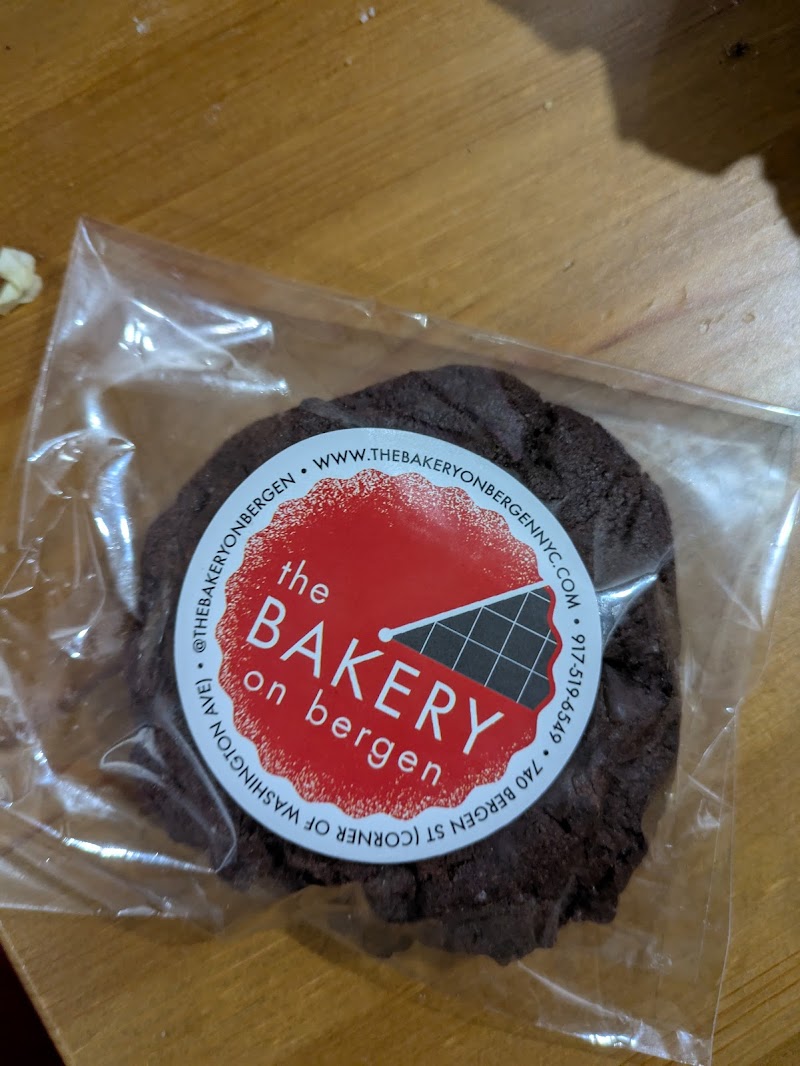 the
BAKERY
on bergen
@THEBAKERYONBERGEN • WWW.THEBAKERYONBERGENNYC.COM • 917-519-6549 • 740 BERGEN ST (CORNER OF WASHINGTON AVE) •